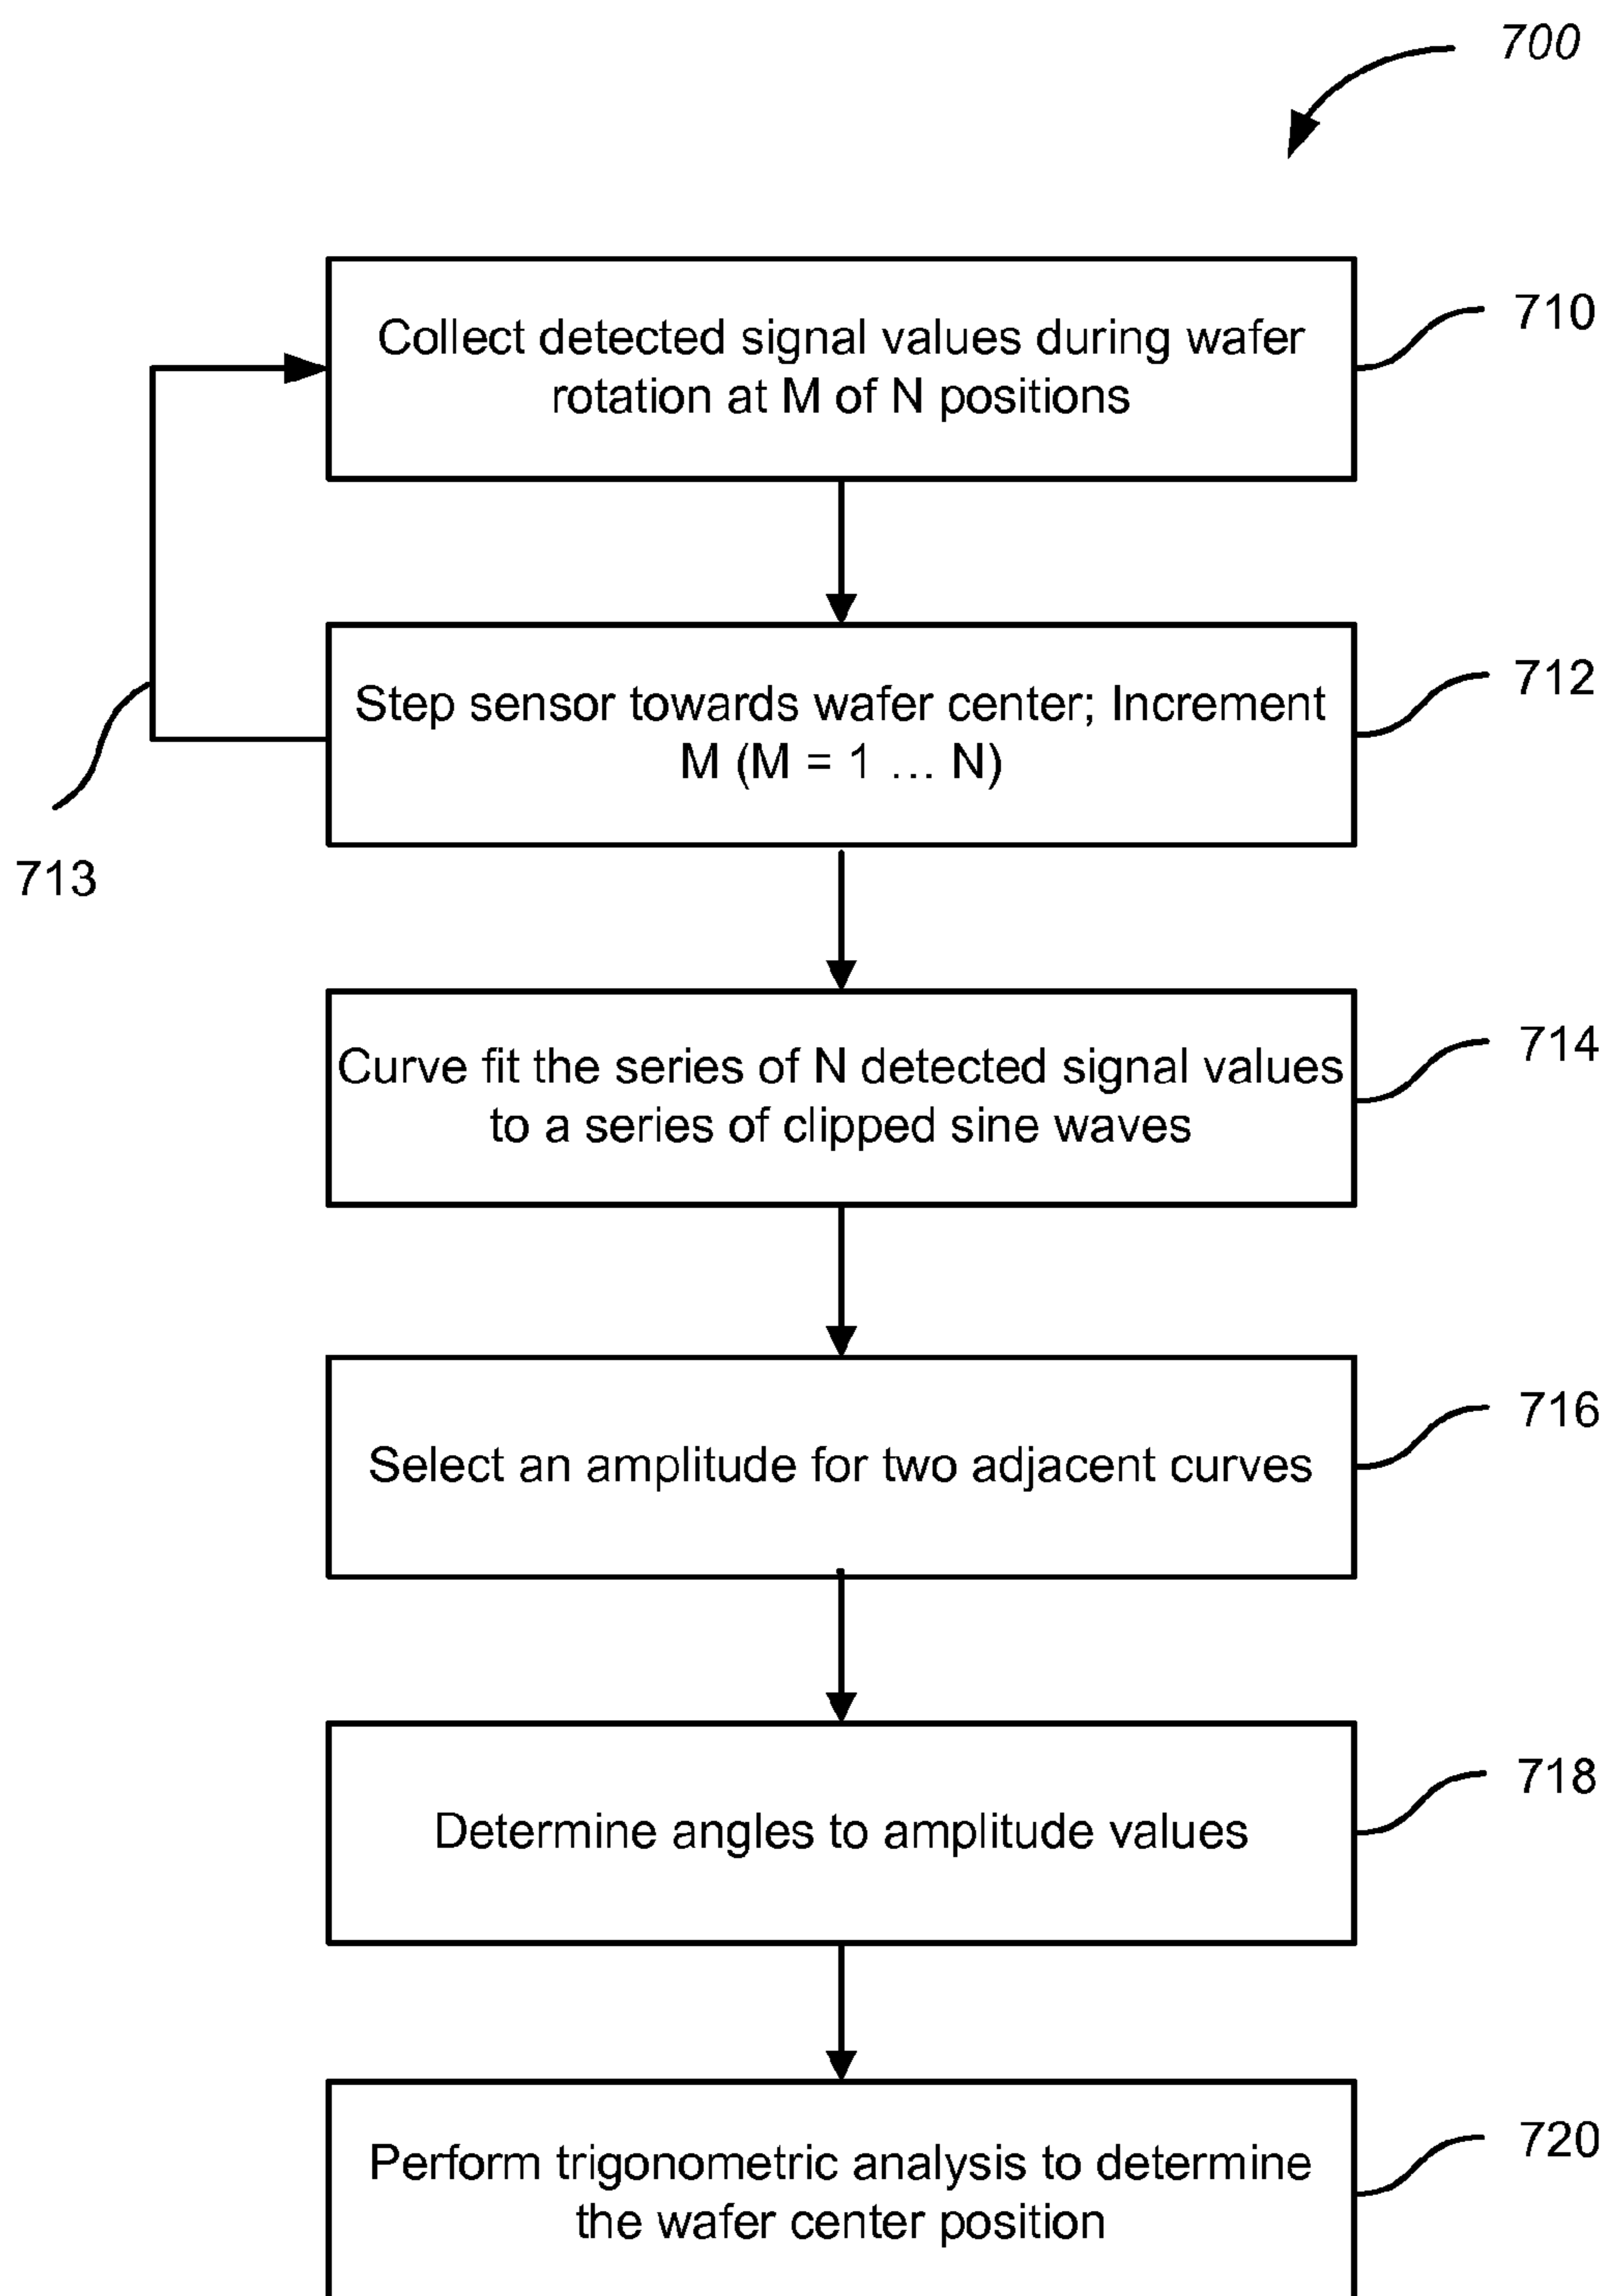 700
Collect detected signal values during wafer
rotation at M of N positions
710
Step sensor towards wafer center; Increment
M (M = 1 ... N)
712
713
Curve fit the series of N detected signal values
to a series of clipped sine waves
714
Select an amplitude for two adjacent curves
716
Determine angles to amplitude values
718
Perform trigonometric analysis to determine
the wafer center position
720